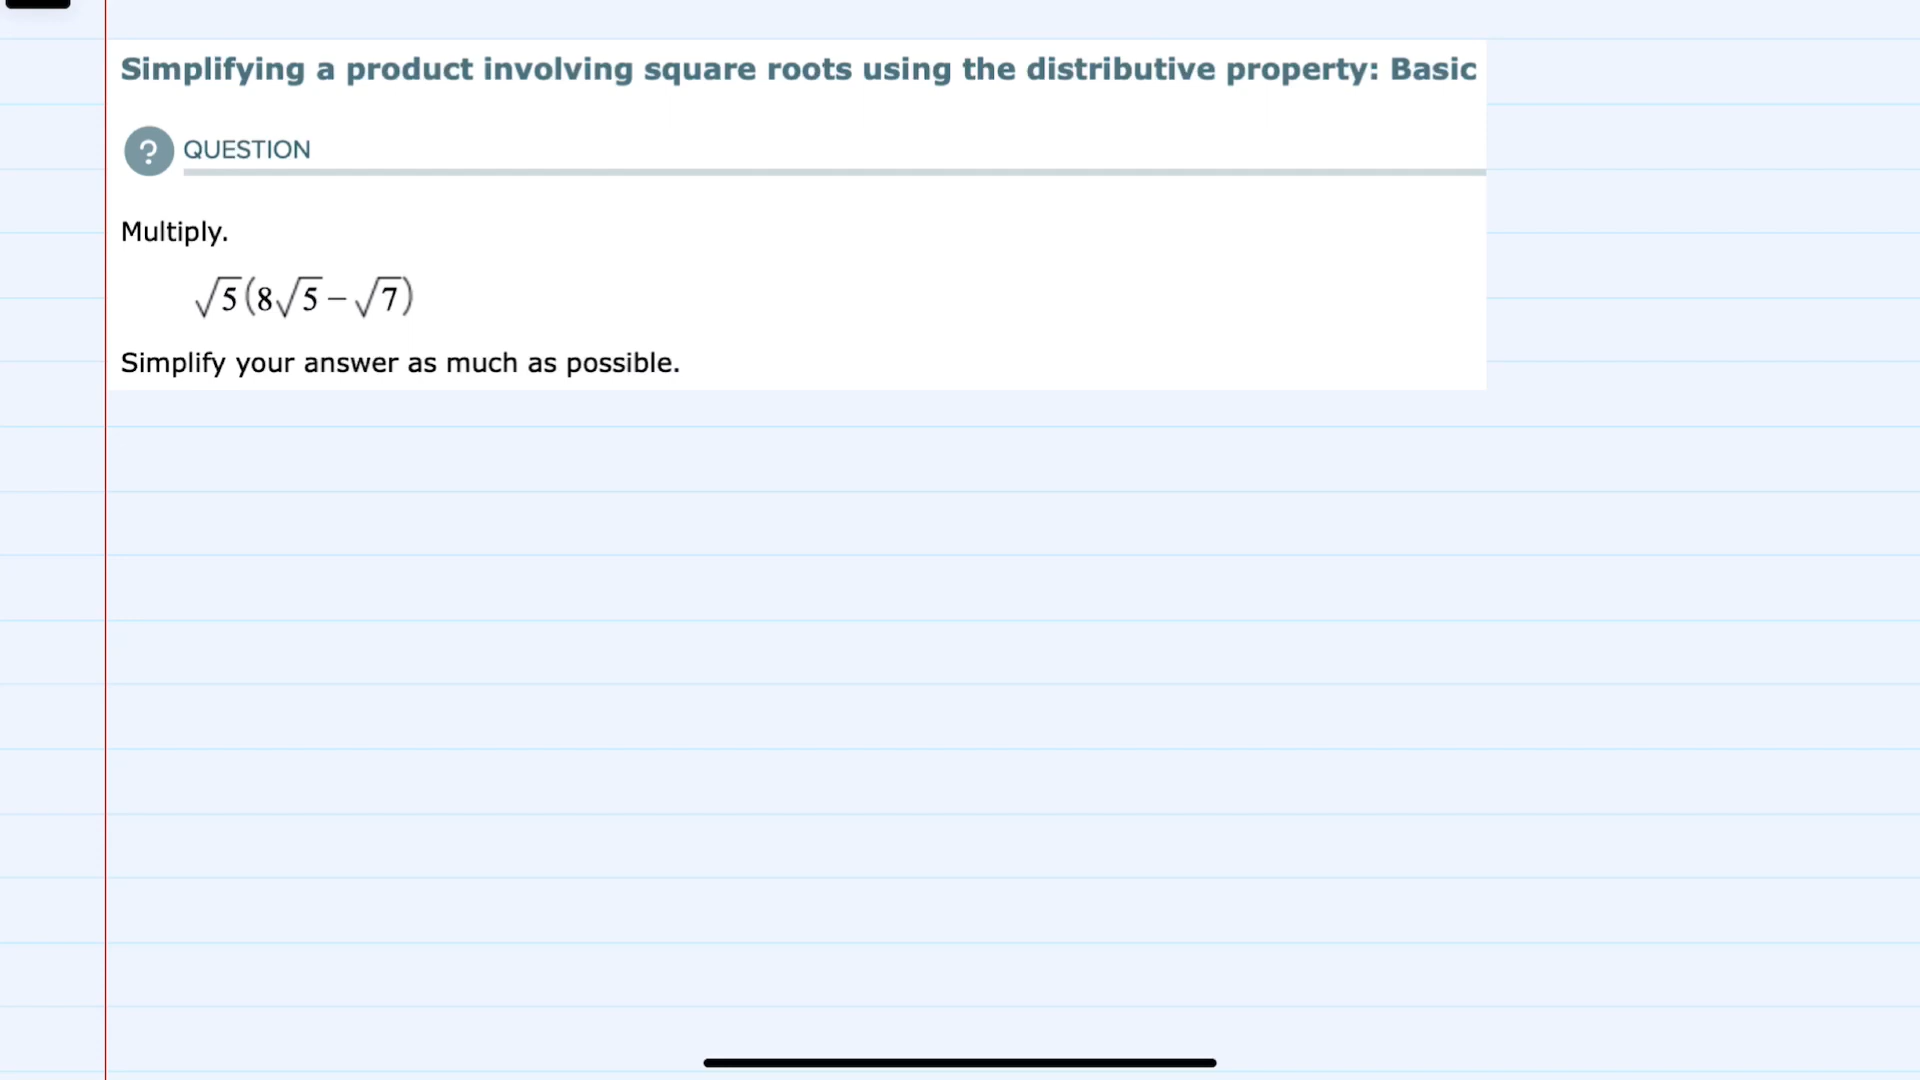 Simplifying a product involving square roots using the distributive property: Basic
? QUESTION
Multiply.
√5(8√5−√7)
Simplify your answer as much as possible.